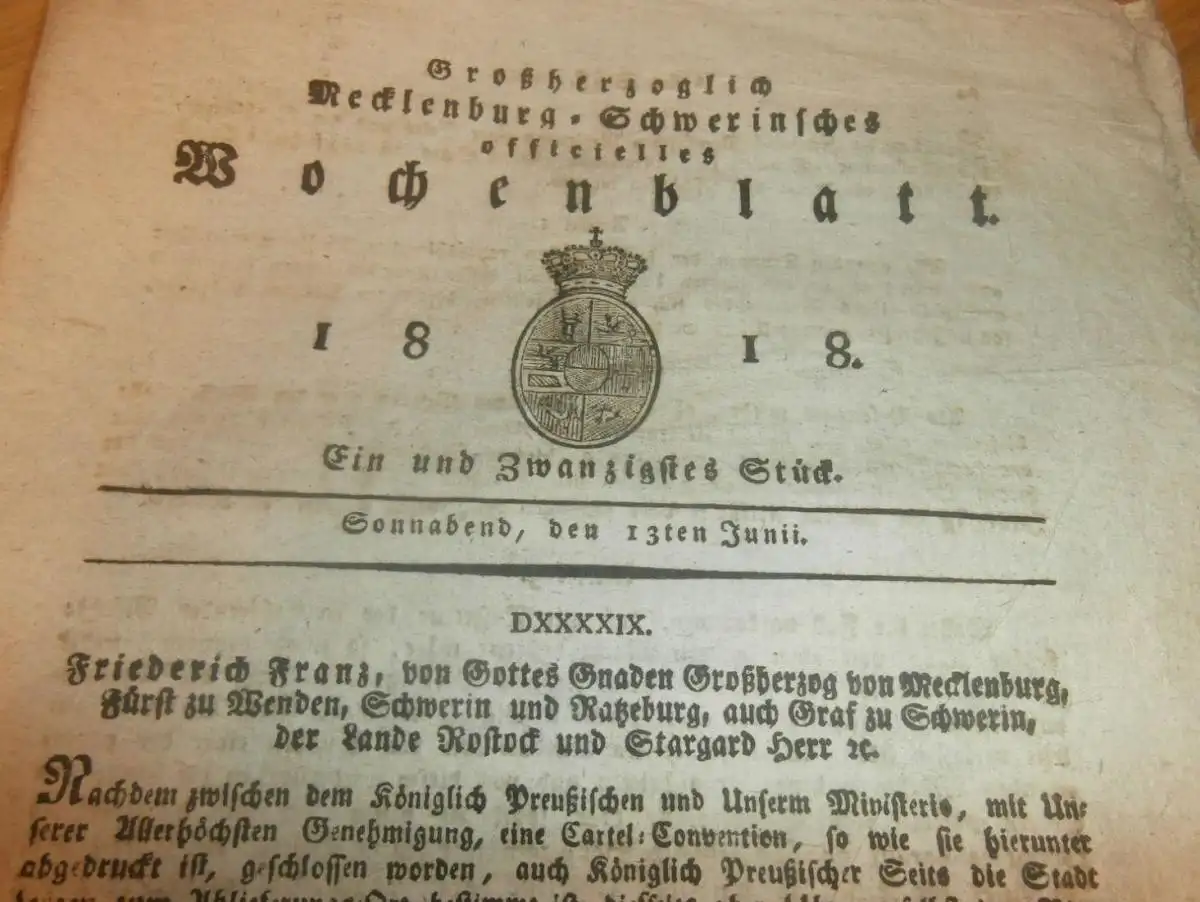 Großherzoglich
Mecklenburg-Schwerinsches
officielles
Wochenblatt.
1818.
Ein und Zwanzigstes Stück.
Sonnabend, den 13ten Junii.
DXXXXIX.
Friederich Franz, von Gottes Gnaden Großherzog von Mecklenburg,
Fürst zu Wenden, Schwerin und Ratzeburg, auch Graf zu Schwerin,
der Lande Rostock und Stargard Herr ꝛc.
Nachdem zwischen dem Königlich Preußischen und Unserm Ministerio, mit Un-
serer Allerhöchsten Genehmigung, eine Cartel-Convention, so wie sie hierunter
abgedruckt ist, geschlossen worden, auch Königlich Preußischer Seits die Stadt